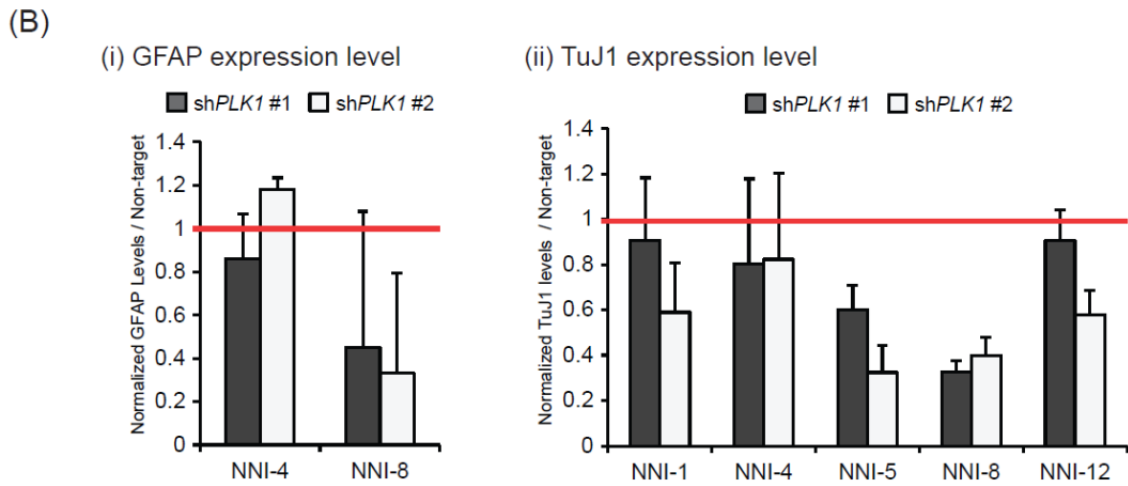 (B)
(i) GFAP expression level
shPLK1 #1 shPLK1 #2
Normalized GFAP Levels / Non-target
1.4
1.2
1
0.8
0.6
0.4
0.2
0
NNI-4 NNI-8
(ii) TuJ1 expression level
shPLK1 #1 shPLK1 #2
Normalized TuJ1 levels / Non-target
1.4
1.2
1
0.8
0.6
0.4
0.2
0
NNI-1 NNI-4 NNI-5 NNI-8 NNI-12